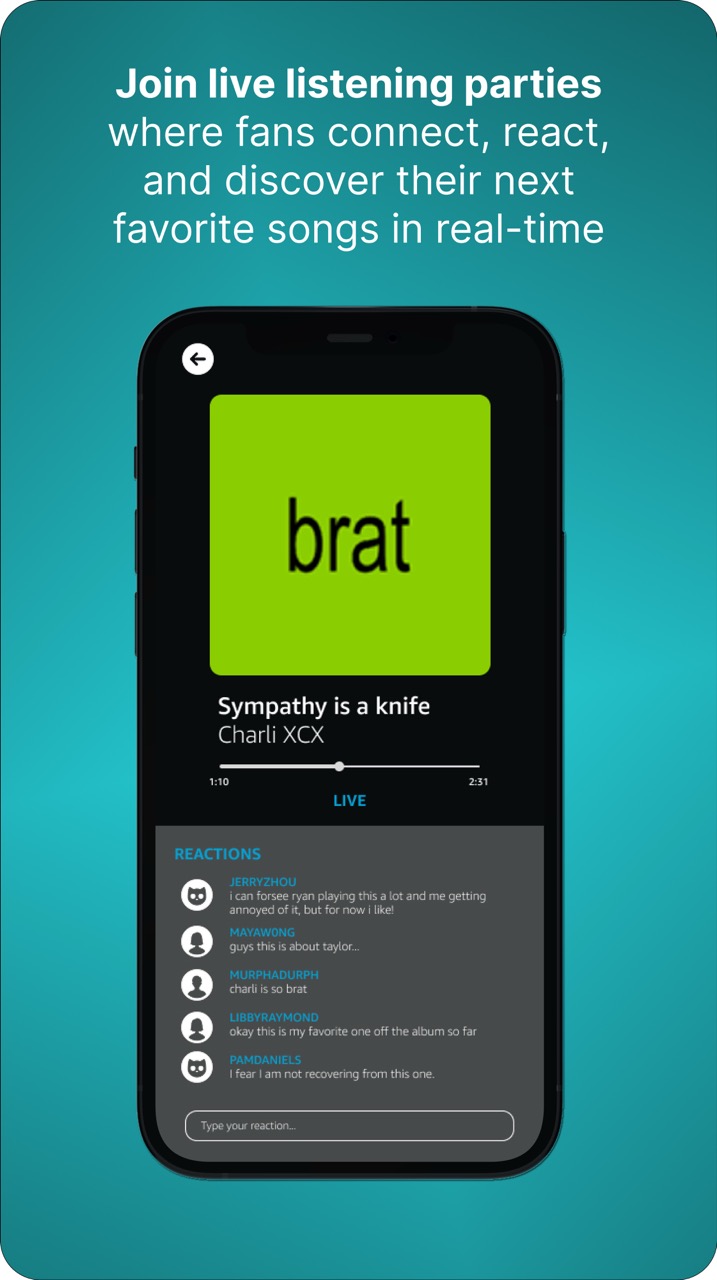 Join live listening parties
where fans connect, react,
and discover their next
favorite songs in real-time
brat
Sympathy is a knife
Charli XCX
1:10 2:31
LIVE
REACTIONS
JERRYZHOU
i can forsee ryan playing this a lot and me getting
annoyed of it, but for now i like!
MAYAWONG
guys this is about taylor...
MURPHADURPH
charli is so brat
LIBBYRAYMOND
okay this is my favorite one off the album so far
PAMDANIELS
I fear I am not recovering from this one.
Type your reaction...